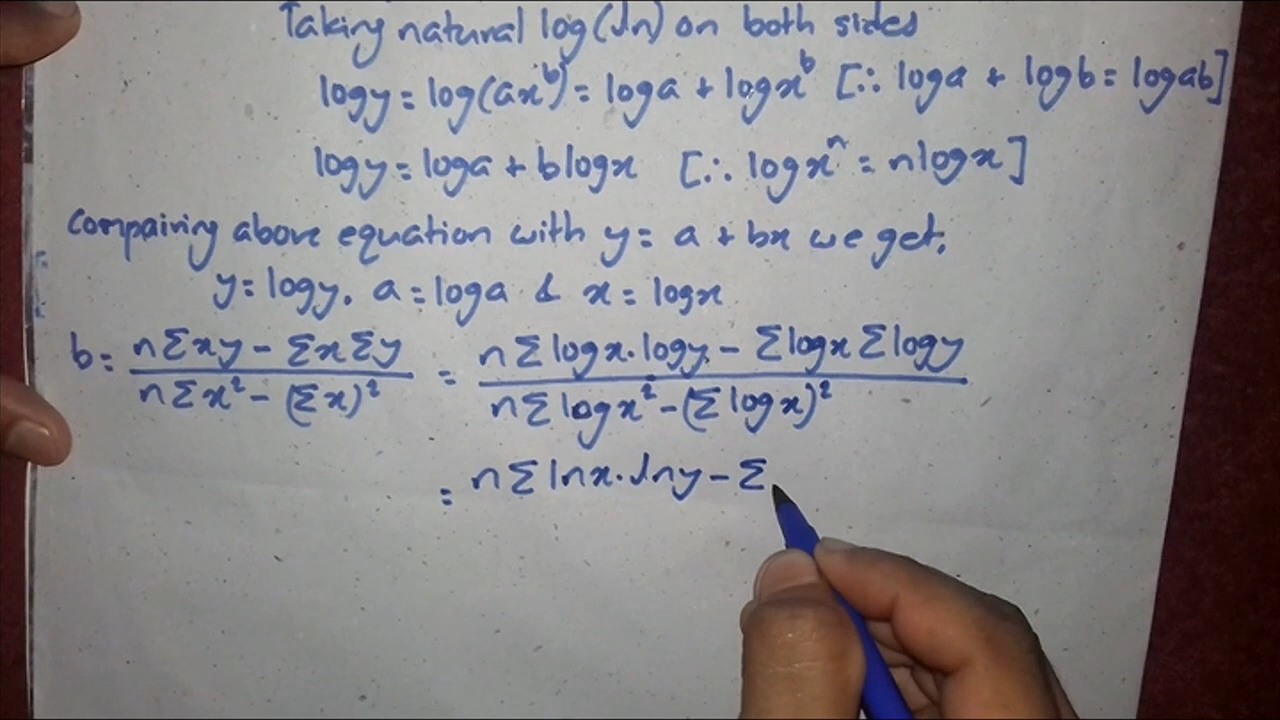 Taking natural log(ln) on both sides
logy = log(ax^b) = loga + logx^b [∵ loga + logb = logab]
logy = loga + blogx [∵ logx^n = nlogx]
compairing above equation with y = a + bx we get,
y = logy, a = loga & x = logx
b = (nΣxy - ΣxΣy)/(nΣx² - (Σx)²) = (nΣlogx.logy - ΣlogxΣlogy)/(nΣlogx² - (Σlogx)²)
= nΣlnx.lny - Σ